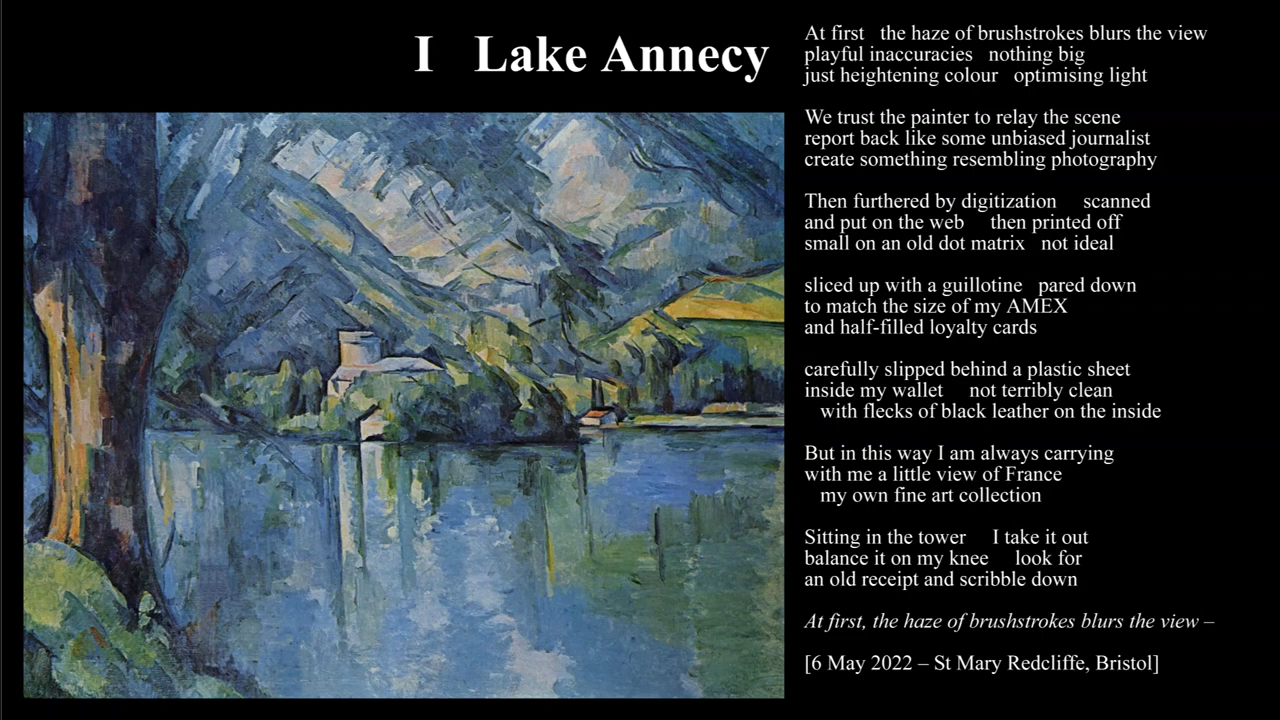 I Lake Annecy
At first the haze of brushstrokes blurs the view
playful inaccuracies nothing big
just heightening colour optimising light
We trust the painter to relay the scene
report back like some unbiased journalist
create something resembling photography
Then furthered by digitization scanned
and put on the web then printed off
small on an old dot matrix not ideal
sliced up with a guillotine pared down
to match the size of my AMEX
and half-filled loyalty cards
carefully slipped behind a plastic sheet
inside my wallet not terribly clean
with flecks of black leather on the inside
But in this way I am always carrying
with me a little view of France
my own fine art collection
Sitting in the tower I take it out
balance it on my knee look for
an old receipt and scribble down
At first, the haze of brushstrokes blurs the view –
[6 May 2022 – St Mary Redcliffe, Bristol]